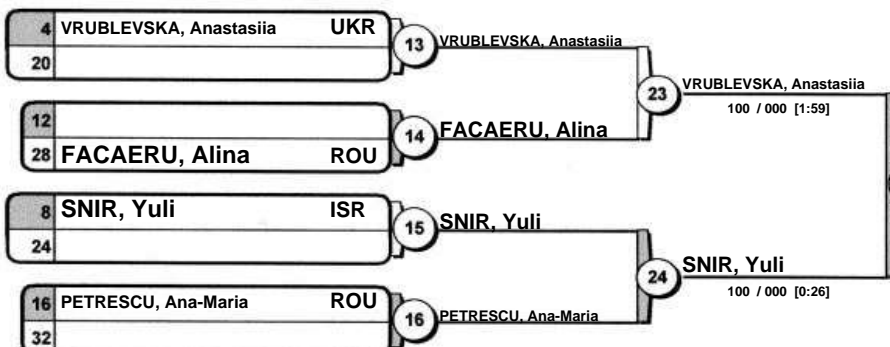 4 VRUBLEVSKA, Anastasiia UKR
20
13 VRUBLEVSKA, Anastasiia
23 VRUBLEVSKA, Anastasiia
100 / 000 [1:59]
12
28 FACAERU, Alina ROU
14 FACAERU, Alina
8 SNIR, Yuli ISR
24
15 SNIR, Yuli
24 SNIR, Yuli
100 / 000 [0:26]
16 PETRESCU, Ana-Maria ROU
32
16 PETRESCU, Ana-Maria